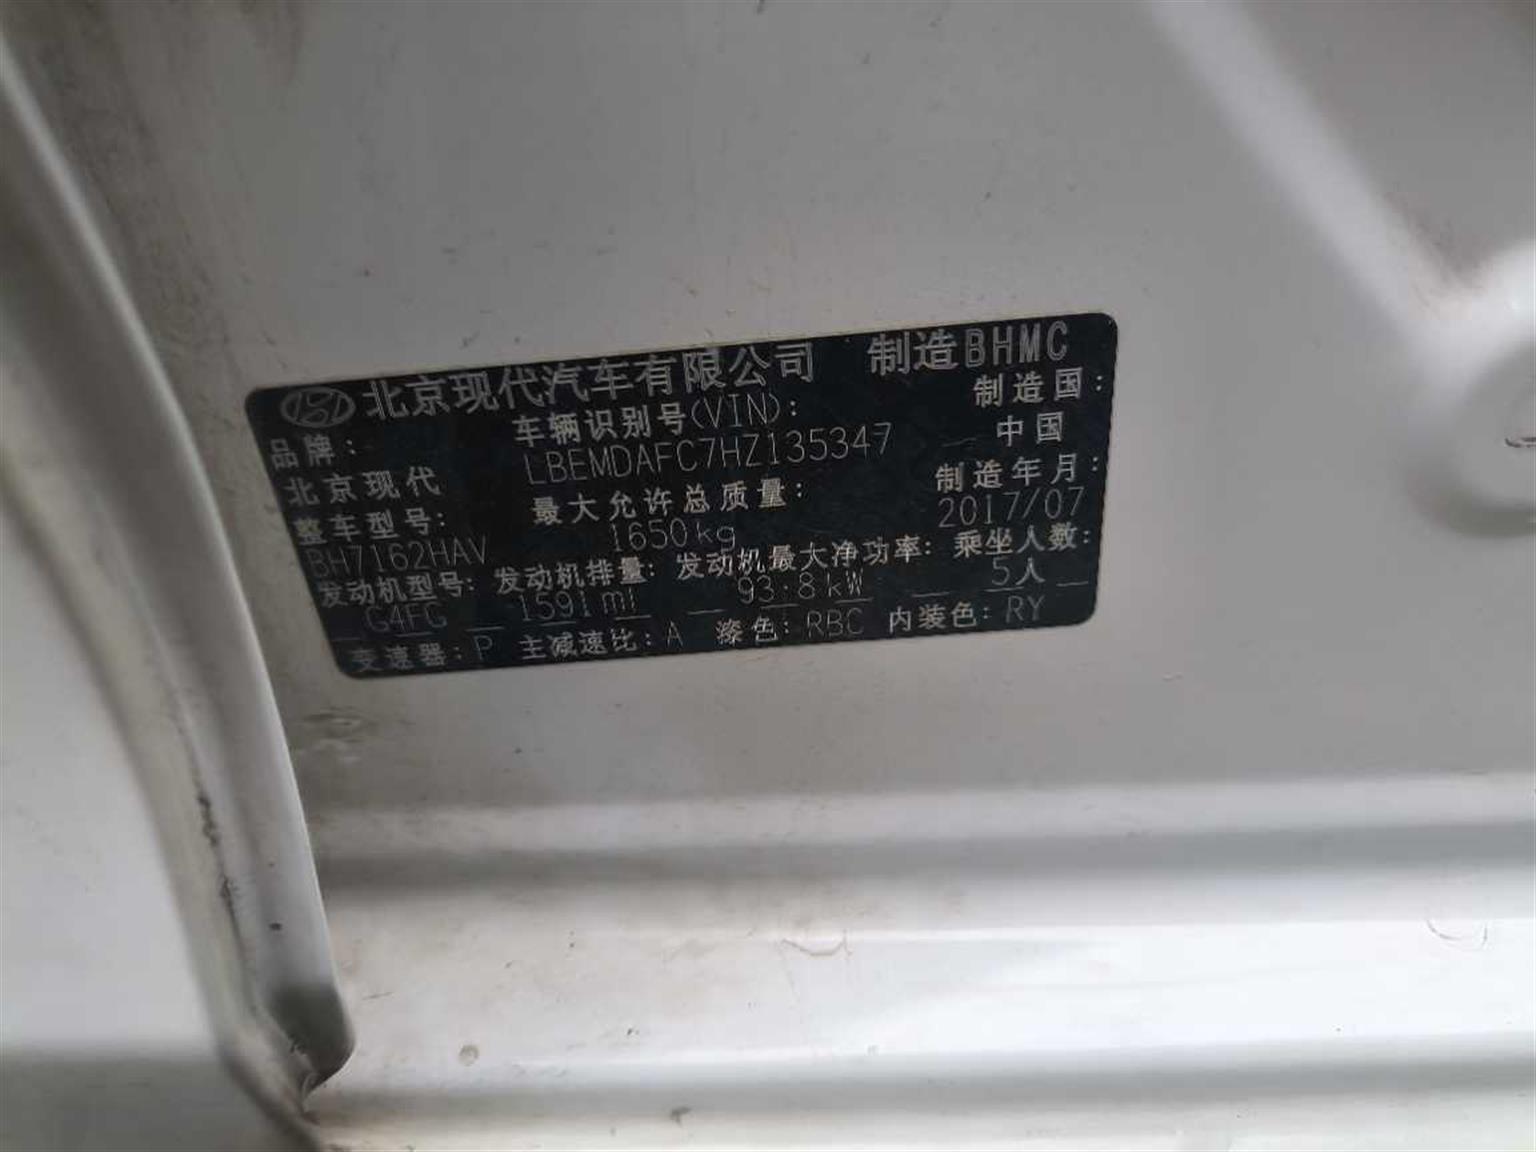 北京现代汽车有限公司 制造BHMC
品牌: 车辆识别号(VIN): 制造国:
北京现代 LBEMDAFC7HZ135347 中国
整车型号: 最大允许总质量: 制造年月:
BH7162HAV 1650kg 2017/07
发动机型号: 发动机排量: 发动机最大净功率: 乘坐人数:
G4FC 1591ml 93.8kW 5人
变速器: P 主减速比: A 漆色: RBC 内装色: RY